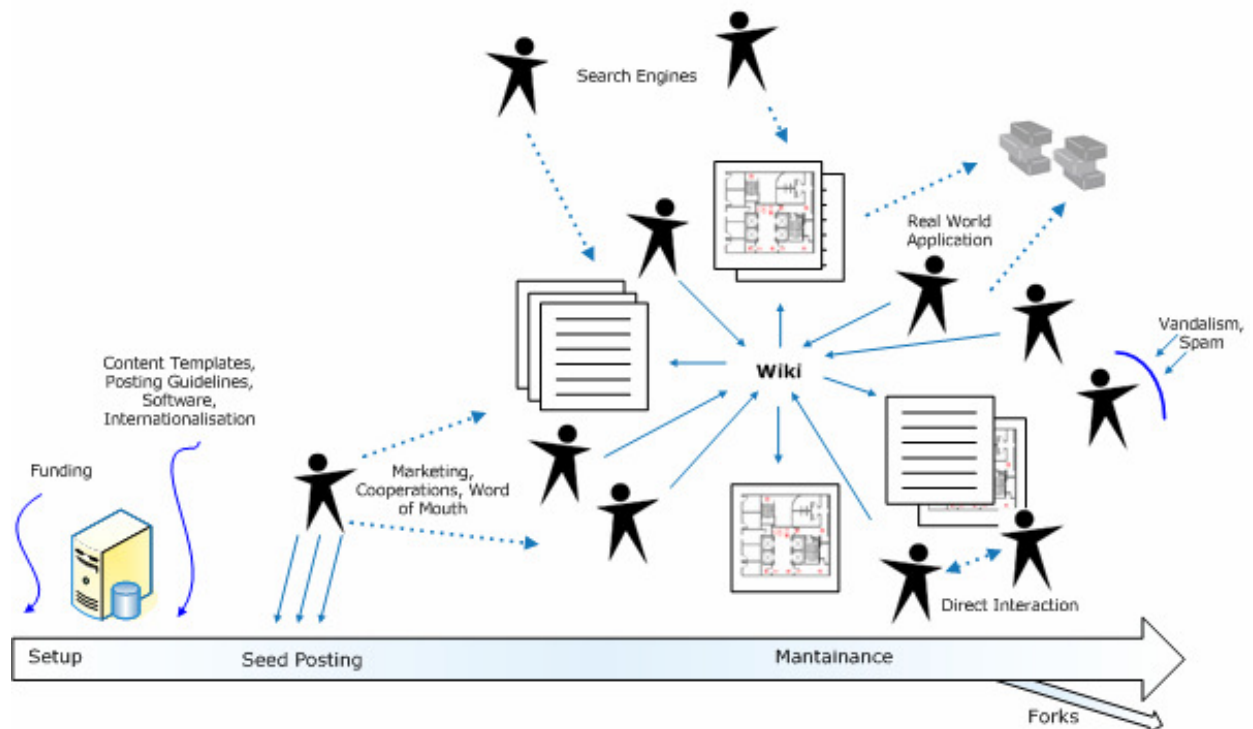 Search Engines
Real World
Application
Vandalism,
Spam
Content Templates,
Posting Guidelines,
Software,
Internationalisation
Wiki
Funding
Marketing,
Cooperations, Word
of Mouth
Direct Interaction
Setup
Seed Posting
Mantainance
Forks